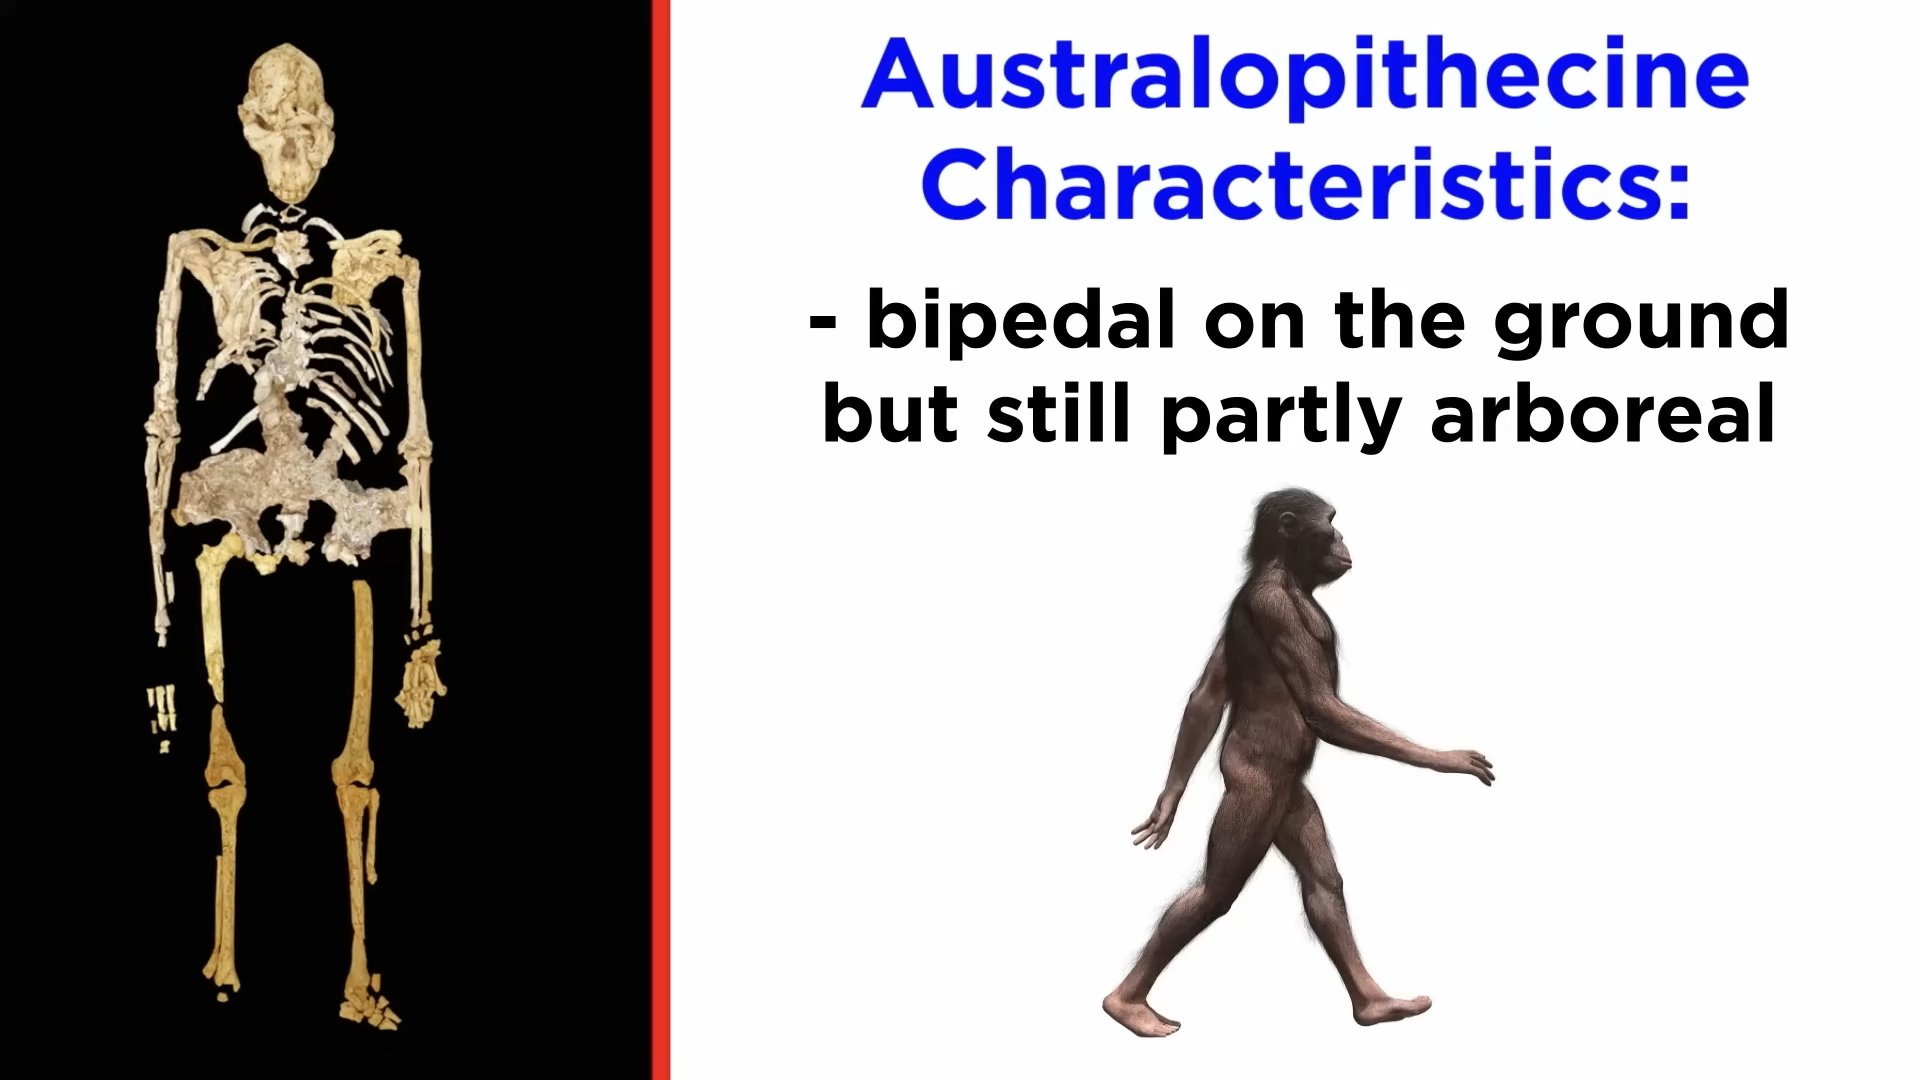 Australopithecine
Characteristics:
- bipedal on the ground
but still partly arboreal